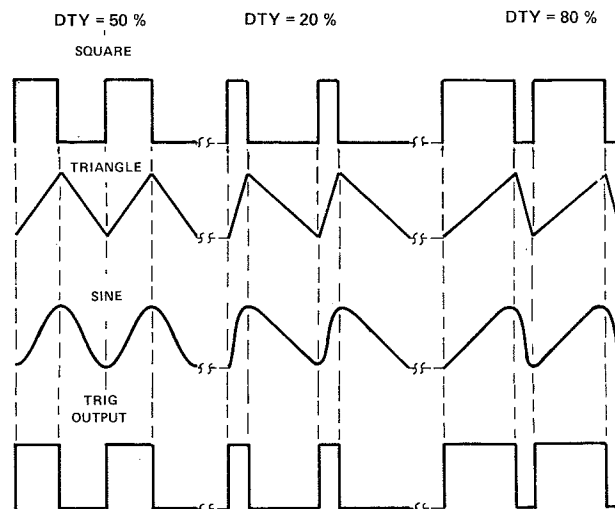 DTY = 50 % DTY = 20 % DTY = 80 %
SQUARE
TRIANGLE
SINE
TRIG
OUTPUT